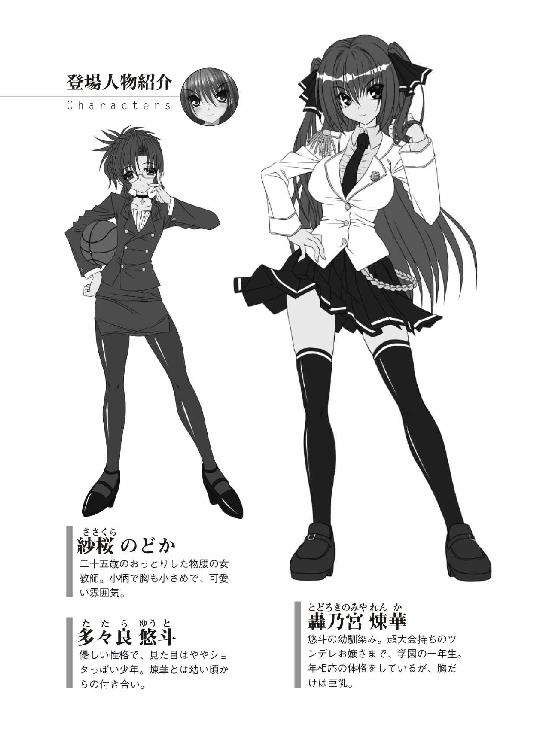 登場人物紹介
Characters
ささくら
紗桜 のどか
二十五歳のおっとりした物腰の女
教師。小柄で胸も小さめで、可愛
い雰囲気。
たたら ゆうと
多々良 悠斗
優しい性格で、見た目はややショ
タっぽい少年。煉華とは幼い頃か
らの付き合い。
とどろきのみや れんか
轟乃宮 煉華
悠斗の幼馴染み。超大金持ちのツ
ンデレお嬢さまで、学園の一年生。
年相応の体格をしているが、胸だ
けは巨乳。